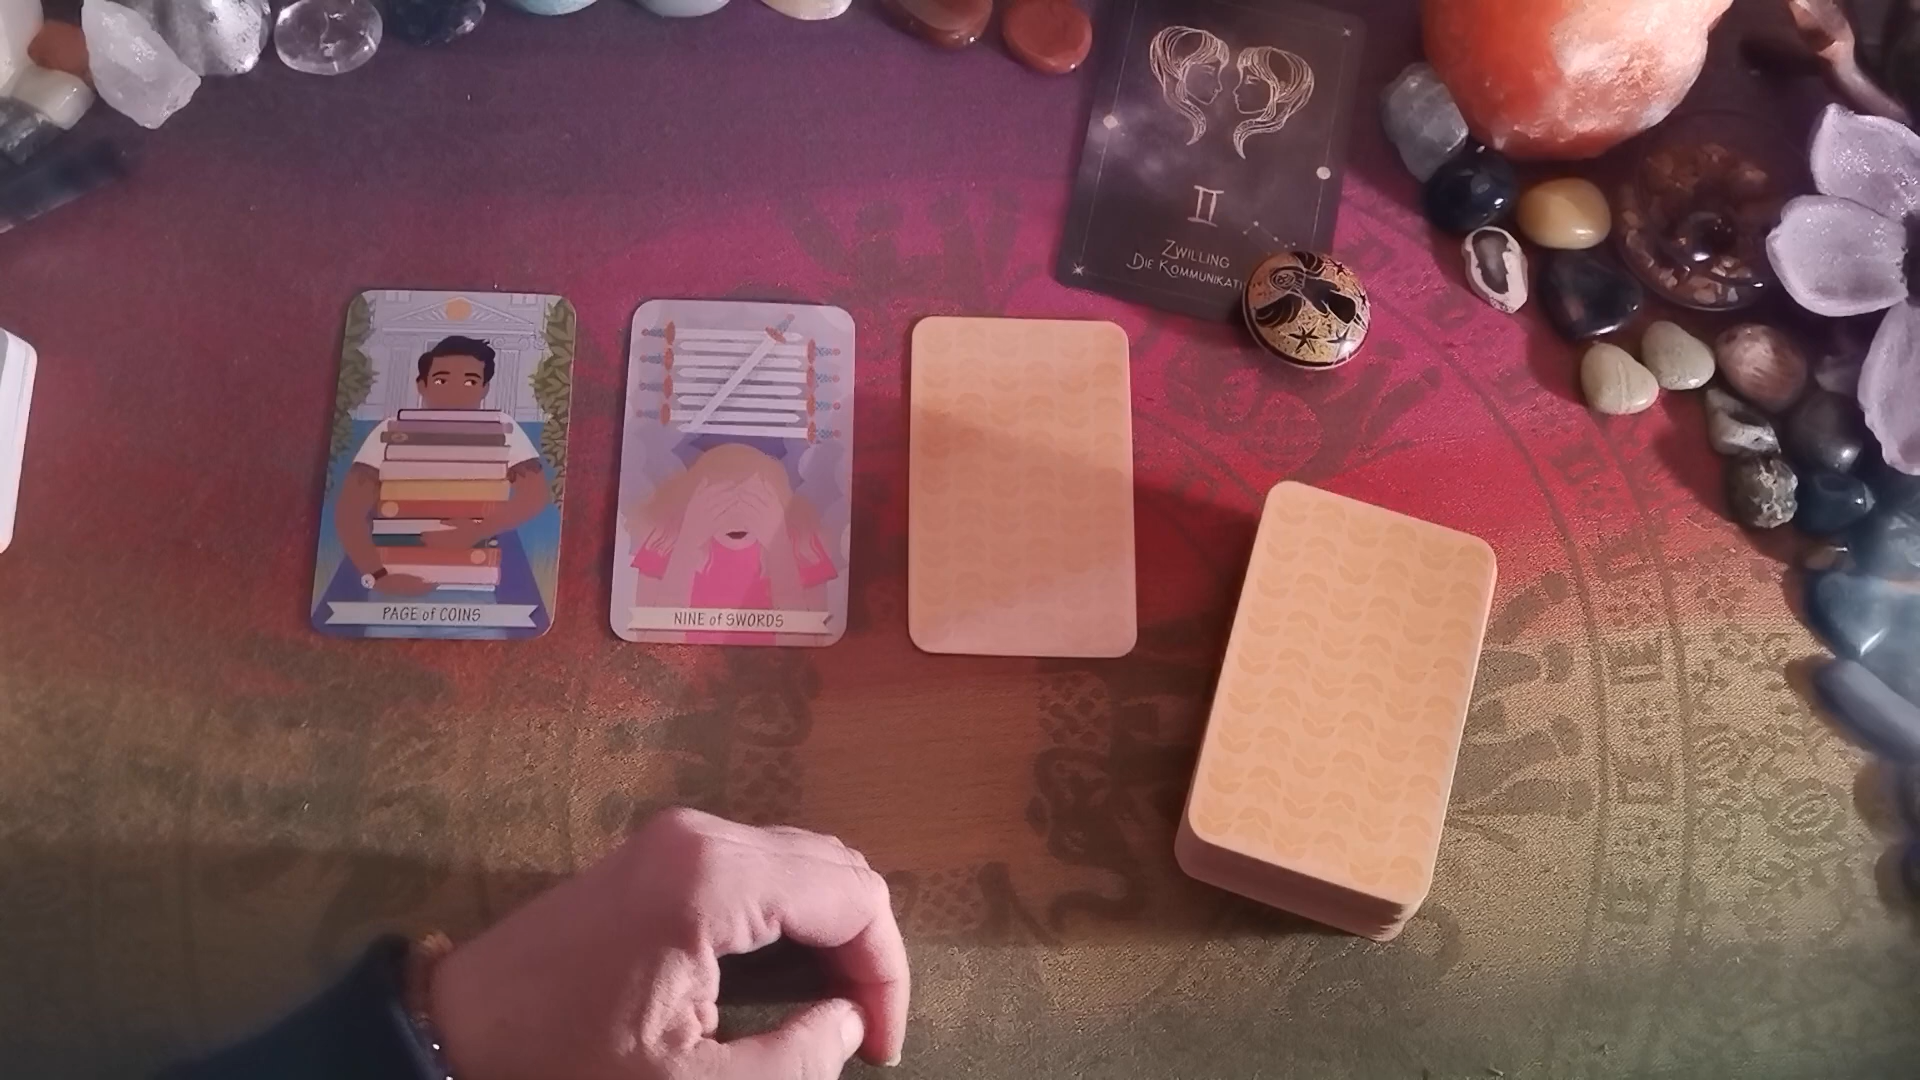 II
ZWILLING
DIE KOMMUNIKATI
PAGE of COINS
NINE of SWORDS